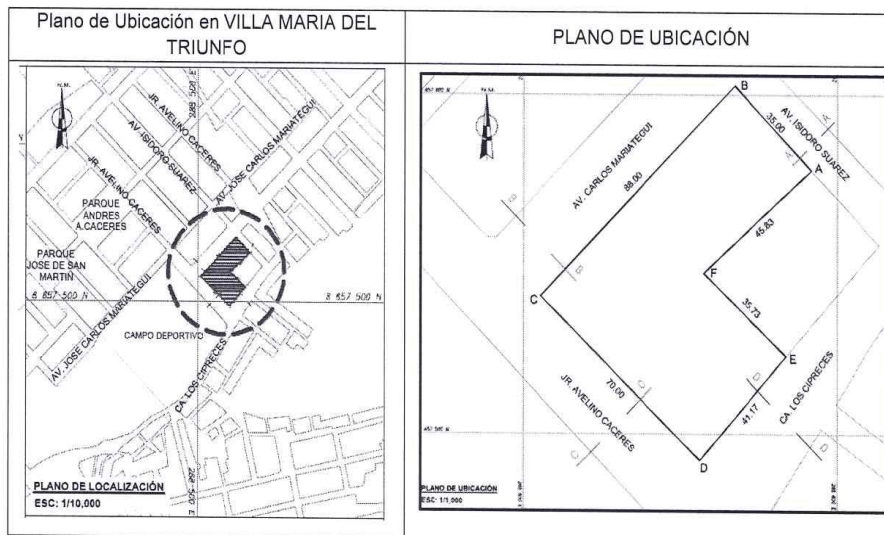 Plano de Ubicación en VILLA MARIA DEL
TRIUNFO
PLANO DE UBICACIÓN
N.M.
JR. AVELINO CACERES
AV. ISIDORO SUAREZ
AV. JOSE CARLOS MARIATEGUI
JR. AVELINO CACERES
PARQUE
ANDRES
A.CACERES
PARQUE
JOSE DE SAN
MARTIÑ
8 857 500 N
8 857 500 N
AV. JOSE CARLOS MARIATEGUI
CAMPO DEPORTIVO
CA. LOS CIPRECES
PLANO DE LOCALIZACIÓN
ESC: 1/10,000
N.M.
B
35.00
AV. ISIDORO SUAREZ
A
A
A
AV. CARLOS MARIATEGUI
88.00
B
B
45.83
F
C
35.73
E
70.00
C
D
41.17
CA. LOS CIPRECES
JR. AVELINO CACERES
C
D
D
PLANO DE UBICACIÓN
ESC: 1/1,000